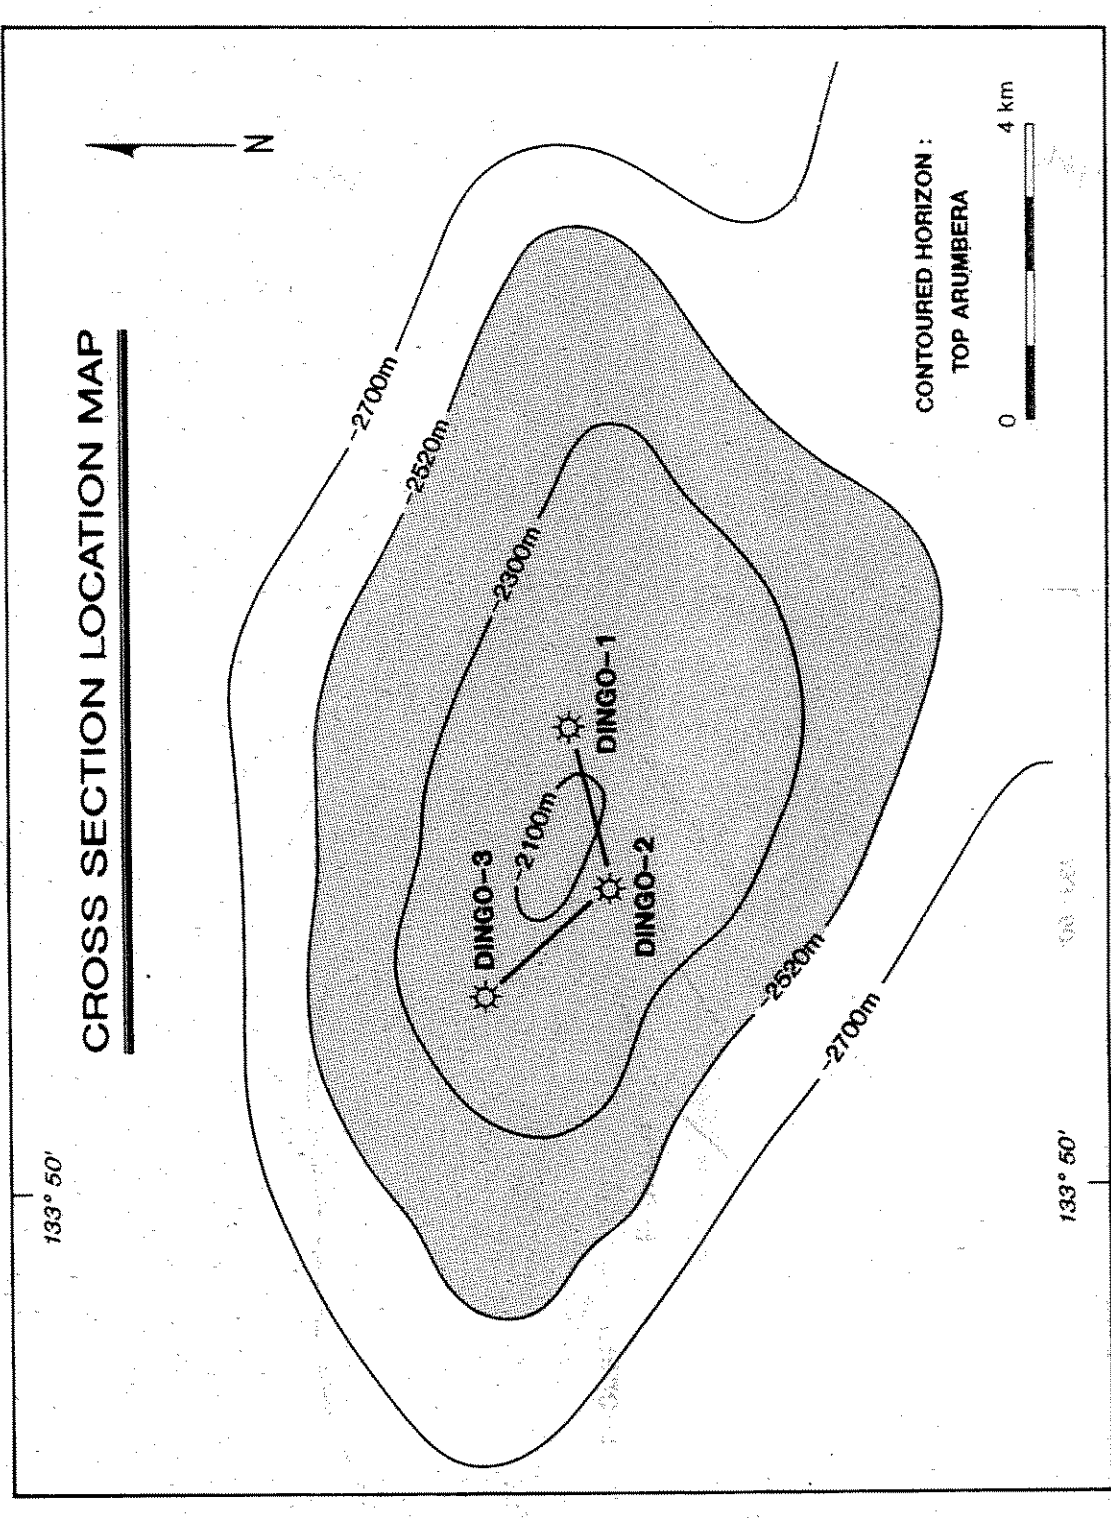 CROSS SECTION LOCATION MAP
133° 50'
N
-2700m
-2520m
-2300m
DINGO-3
-2100m
DINGO-1
DINGO-2
-2520m
-2700m
CONTOURED HORIZON :
TOP ARUMBERA
0
4 km
133° 50'